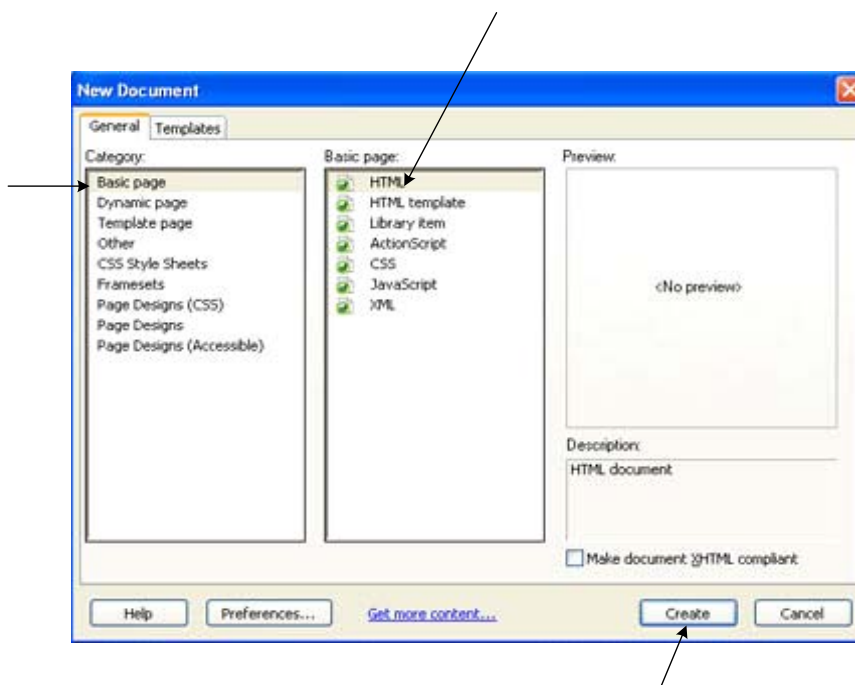 New Document
General Templates
Category:
Basic page
Dynamic page
Template page
Other
CSS Style Sheets
Framesets
Page Designs (CSS)
Page Designs
Page Designs (Accessible)
Basic page:
HTML
HTML template
Library item
ActionScript
CSS
JavaScript
XML
Preview:
<No preview>
Description:
HTML document
Make document XHTML compliant
Help Preferences... Get more content... Create Cancel